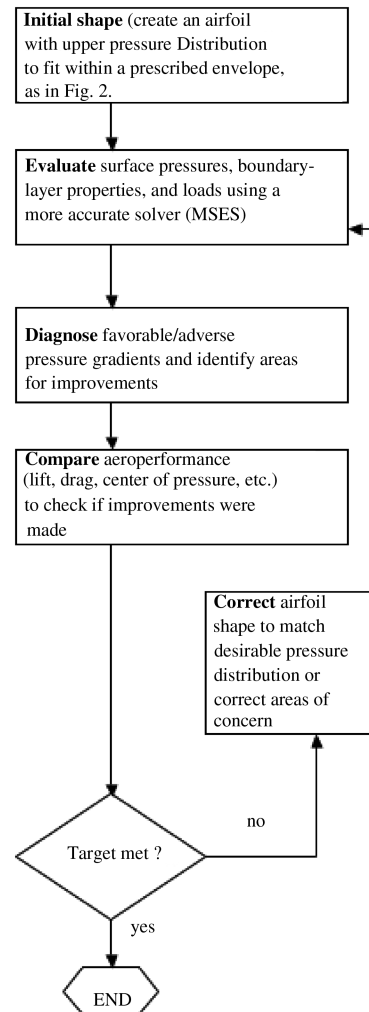 Initial shape (create an airfoil
with upper pressure Distribution
to fit within a prescribed envelope,
as in Fig. 2.
Evaluate surface pressures, boundary-
layer properties, and loads using a
more accurate solver (MSES)
Diagnose favorable/adverse
pressure gradients and identify areas
for improvements
Compare aeroperformance
(lift, drag, center of pressure, etc.)
to check if improvements were
made
Correct airfoil
shape to match
desirable pressure
distribution or
correct areas of
concern
no
Target met ?
yes
END